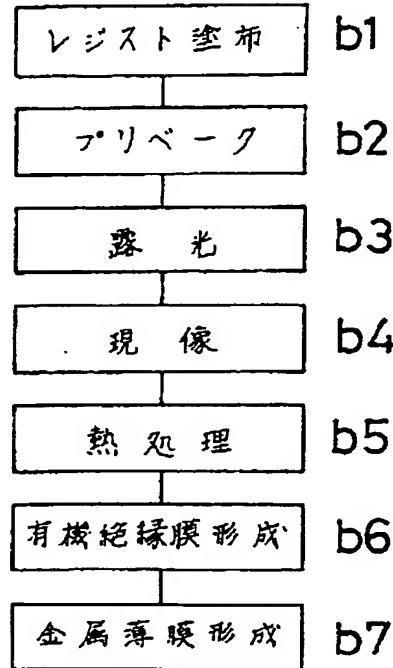 レジスト塗布 b1
プリベーク b2
露光 b3
現像 b4
熱処理 b5
有機絶縁膜形成 b6
金属薄膜形成 b7